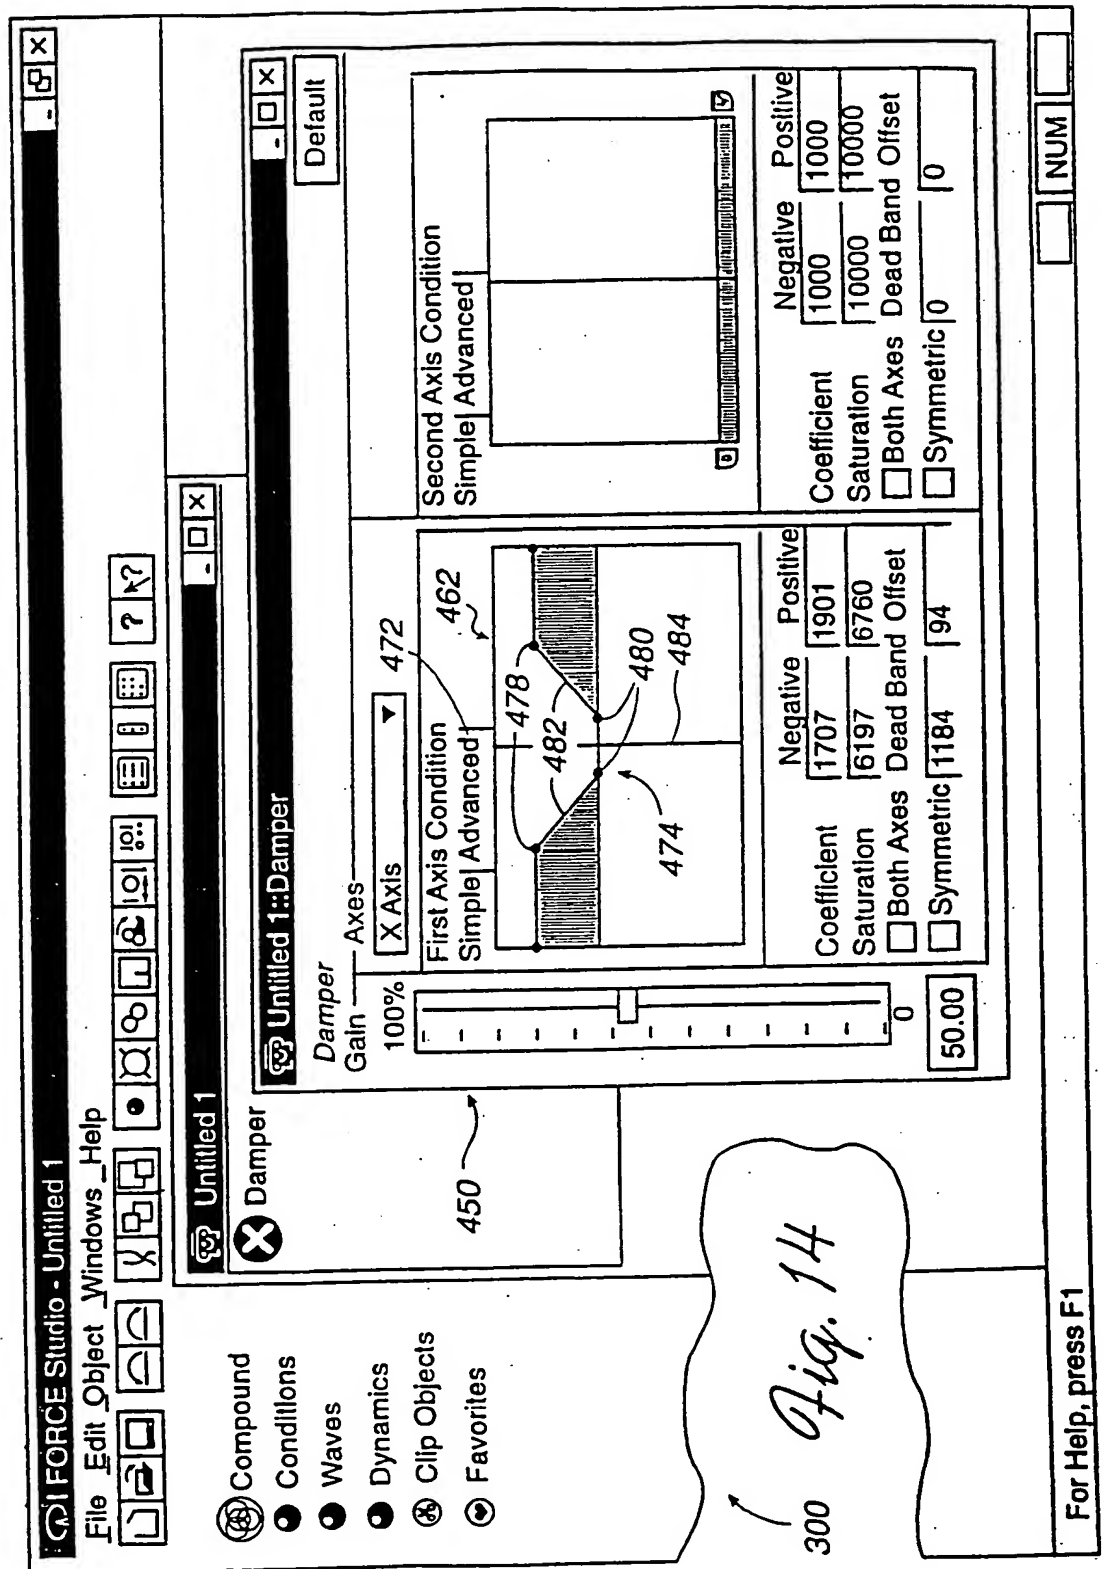 I FORCE Studio - Untitled 1
File Edit Object Windows Help
? ?
Compound
Conditions
Waves
Dynamics
Clip Objects
Favorites
Untitled 1
Damper
450
Untitled 1::Damper
Damper
Default
Gain
Axes
100%
X Axis
472
0
50.00
First Axis Condition
Simple Advanced
462
478
482
480
484
474
Negative Positive
Coefficient 1707 1901
Saturation 6197 6760
Both Axes Dead Band Offset
Symmetric 1184 94
Second Axis Condition
Simple Advanced
Negative Positive
Coefficient 1000 1000
Saturation 10000 10000
Both Axes Dead Band Offset
Symmetric 0 0
300
Fig. 14
For Help, press F1
NUM